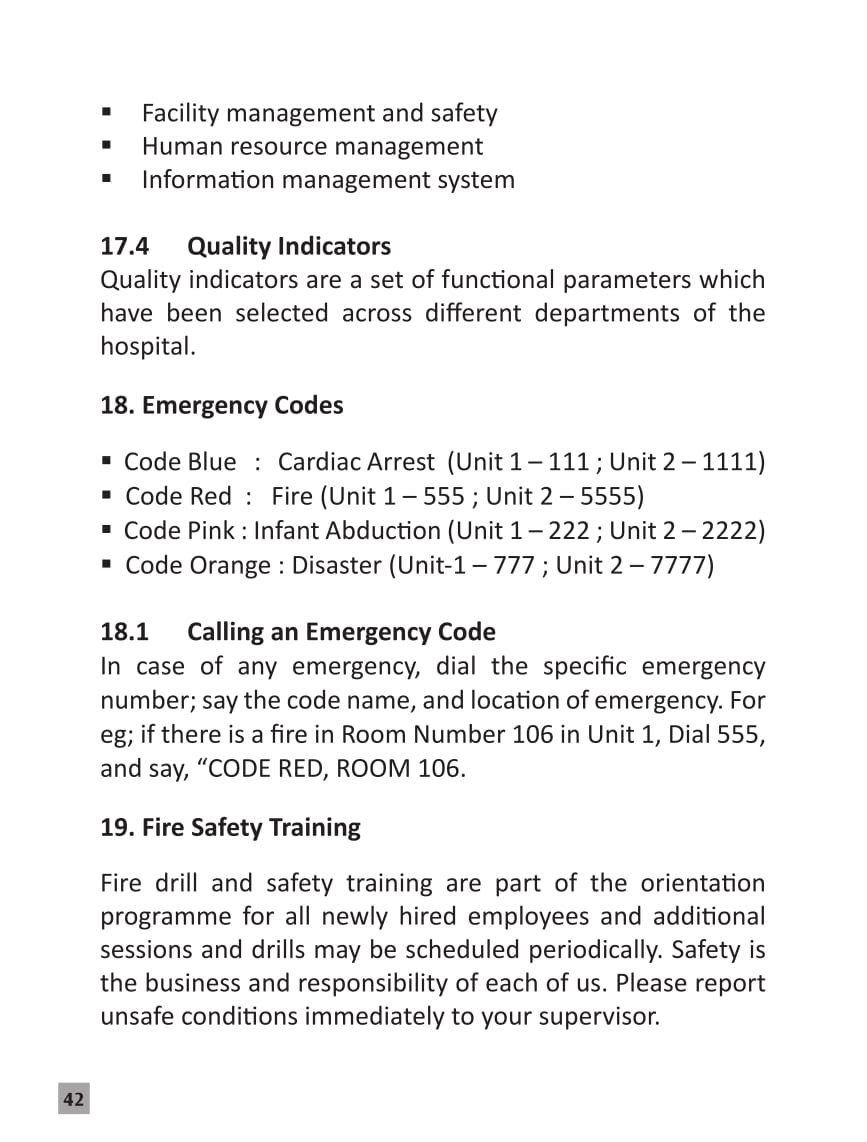 ▪ Facility management and safety
▪ Human resource management
▪ Information management system
17.4 Quality Indicators
Quality indicators are a set of functional parameters which
have been selected across different departments of the
hospital.
18. Emergency Codes
▪ Code Blue : Cardiac Arrest (Unit 1 – 111 ; Unit 2 – 1111)
▪ Code Red : Fire (Unit 1 – 555 ; Unit 2 – 5555)
▪ Code Pink : Infant Abduction (Unit 1 – 222 ; Unit 2 – 2222)
▪ Code Orange : Disaster (Unit-1 – 777 ; Unit 2 – 7777)
18.1 Calling an Emergency Code
In case of any emergency, dial the specific emergency
number; say the code name, and location of emergency. For
eg; if there is a fire in Room Number 106 in Unit 1, Dial 555,
and say, “CODE RED, ROOM 106.
19. Fire Safety Training
Fire drill and safety training are part of the orientation
programme for all newly hired employees and additional
sessions and drills may be scheduled periodically. Safety is
the business and responsibility of each of us. Please report
unsafe conditions immediately to your supervisor.
42